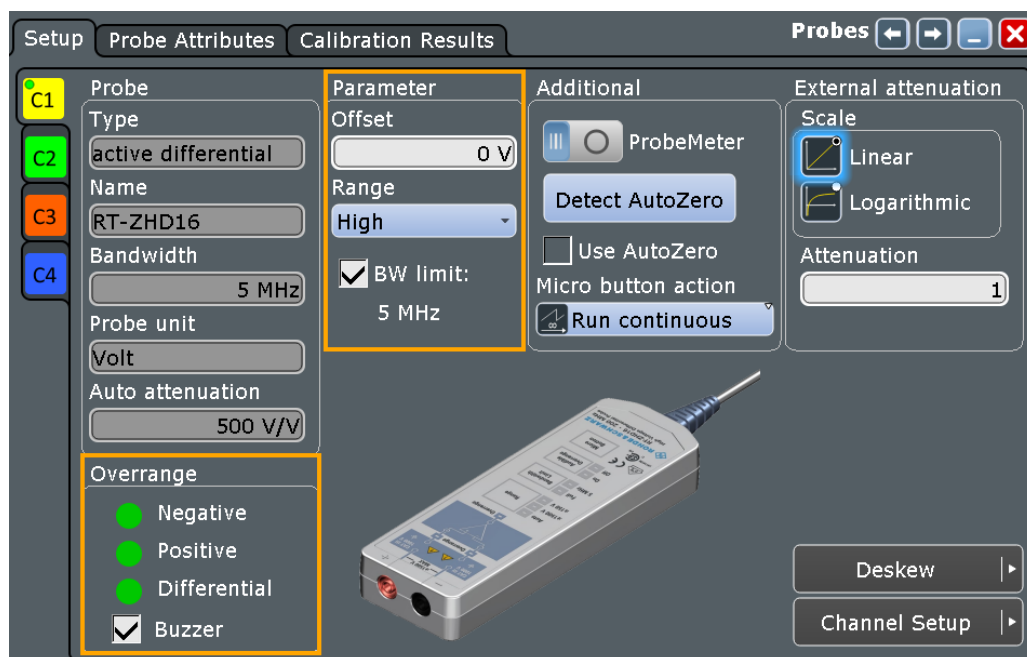 Setup
Probe Attributes
Calibration Results
Probes
C1
C2
C3
C4
Probe
Type
active differential
Name
RT-ZHD16
Bandwidth
5 MHz
Probe unit
Volt
Auto attenuation
500 V/V
Overrange
Negative
Positive
Differential
Buzzer
Parameter
Offset
0 V
Range
High
BW limit:
5 MHz
Additional
ProbeMeter
Detect AutoZero
Use AutoZero
Micro button action
Run continuous
External attenuation
Scale
Linear
Logarithmic
Attenuation
1
ROHDE&SCHWARZ
Deskew
Channel Setup